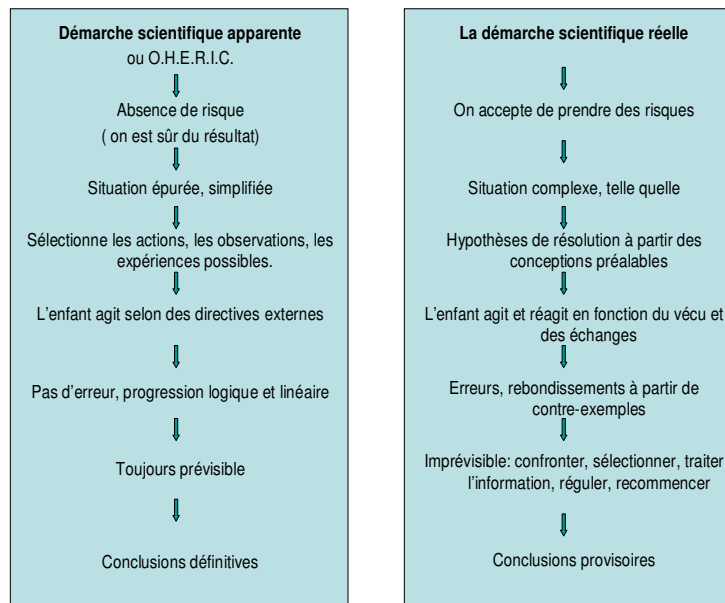 Démarche scientifique apparente
ou O.H.E.R.I.C.
Absence de risque
( on est sûr du résultat)
Situation épurée, simplifiée
Sélectionne les actions, les observations, les
expériences possibles.
L'enfant agit selon des directives externes
Pas d'erreur, progression logique et linéaire
Toujours prévisible
Conclusions définitives
La démarche scientifique réelle
On accepte de prendre des risques
Situation complexe, telle quelle
Hypothèses de résolution à partir des
conceptions préalables
L'enfant agit et réagit en fonction du vécu et
des échanges
Erreurs, rebondissements à partir de
contre-exemples
Imprévisible: confronter, sélectionner, traiter
l'information, réguler, recommencer
Conclusions provisoires